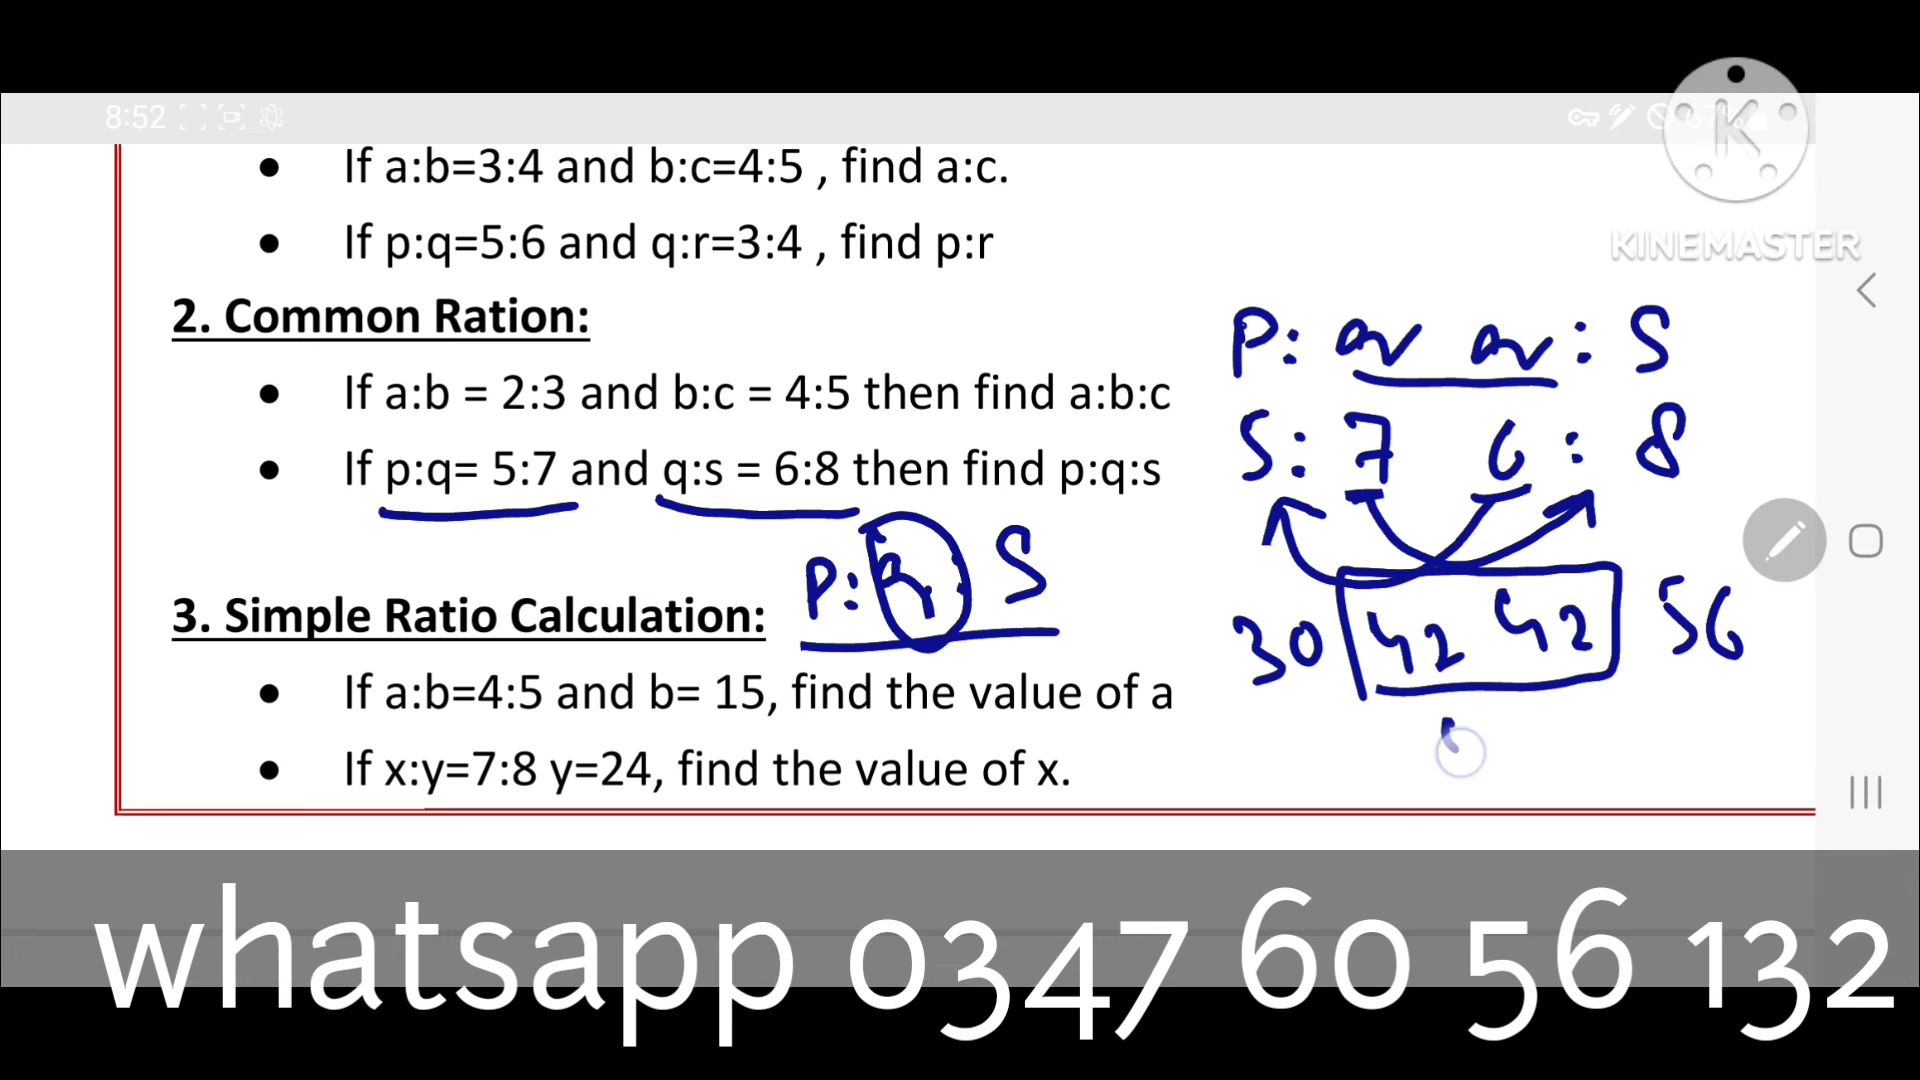 8:52
KINEMASTER
If a:b=3:4 and b:c=4:5 , find a:c.
If p:q=5:6 and q:r=3:4 , find p:r
2. Common Ration:
If a:b = 2:3 and b:c = 4:5 then find a:b:c
If p:q= 5:7 and q:s = 6:8 then find p:q:s
P: q q : S
5: 7 6 : 8
P: q : S
30 42 42 56
3. Simple Ratio Calculation:
If a:b=4:5 and b= 15, find the value of a
If x:y=7:8 y=24, find the value of x.
whatsapp 0347 60 56 132